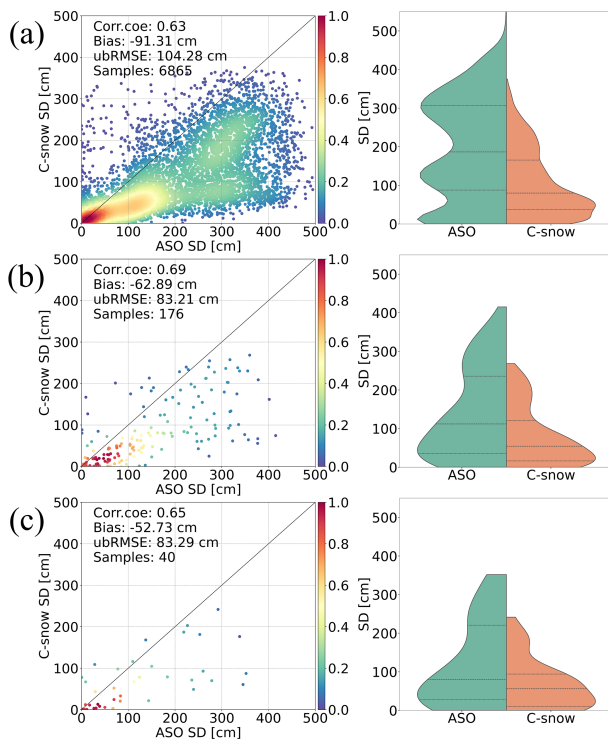 (a)
Corr.coe: 0.63
Bias: -91.31 cm
ubRMSE: 104.28 cm
Samples: 6865
C-snow SD [cm]
500
400
300
200
100
0
0 100 200 300 400 500
ASO SD [cm]
1.0
0.8
0.6
0.4
0.2
0.0
SD [cm]
500
400
300
200
100
0
ASO C-snow
(b)
Corr.coe: 0.69
Bias: -62.89 cm
ubRMSE: 83.21 cm
Samples: 176
C-snow SD [cm]
500
400
300
200
100
0
0 100 200 300 400 500
ASO SD [cm]
1.0
0.8
0.6
0.4
0.2
0.0
SD [cm]
500
400
300
200
100
0
ASO C-snow
(c)
Corr.coe: 0.65
Bias: -52.73 cm
ubRMSE: 83.29 cm
Samples: 40
C-snow SD [cm]
500
400
300
200
100
0
0 100 200 300 400 500
ASO SD [cm]
1.0
0.8
0.6
0.4
0.2
0.0
SD [cm]
500
400
300
200
100
0
ASO C-snow